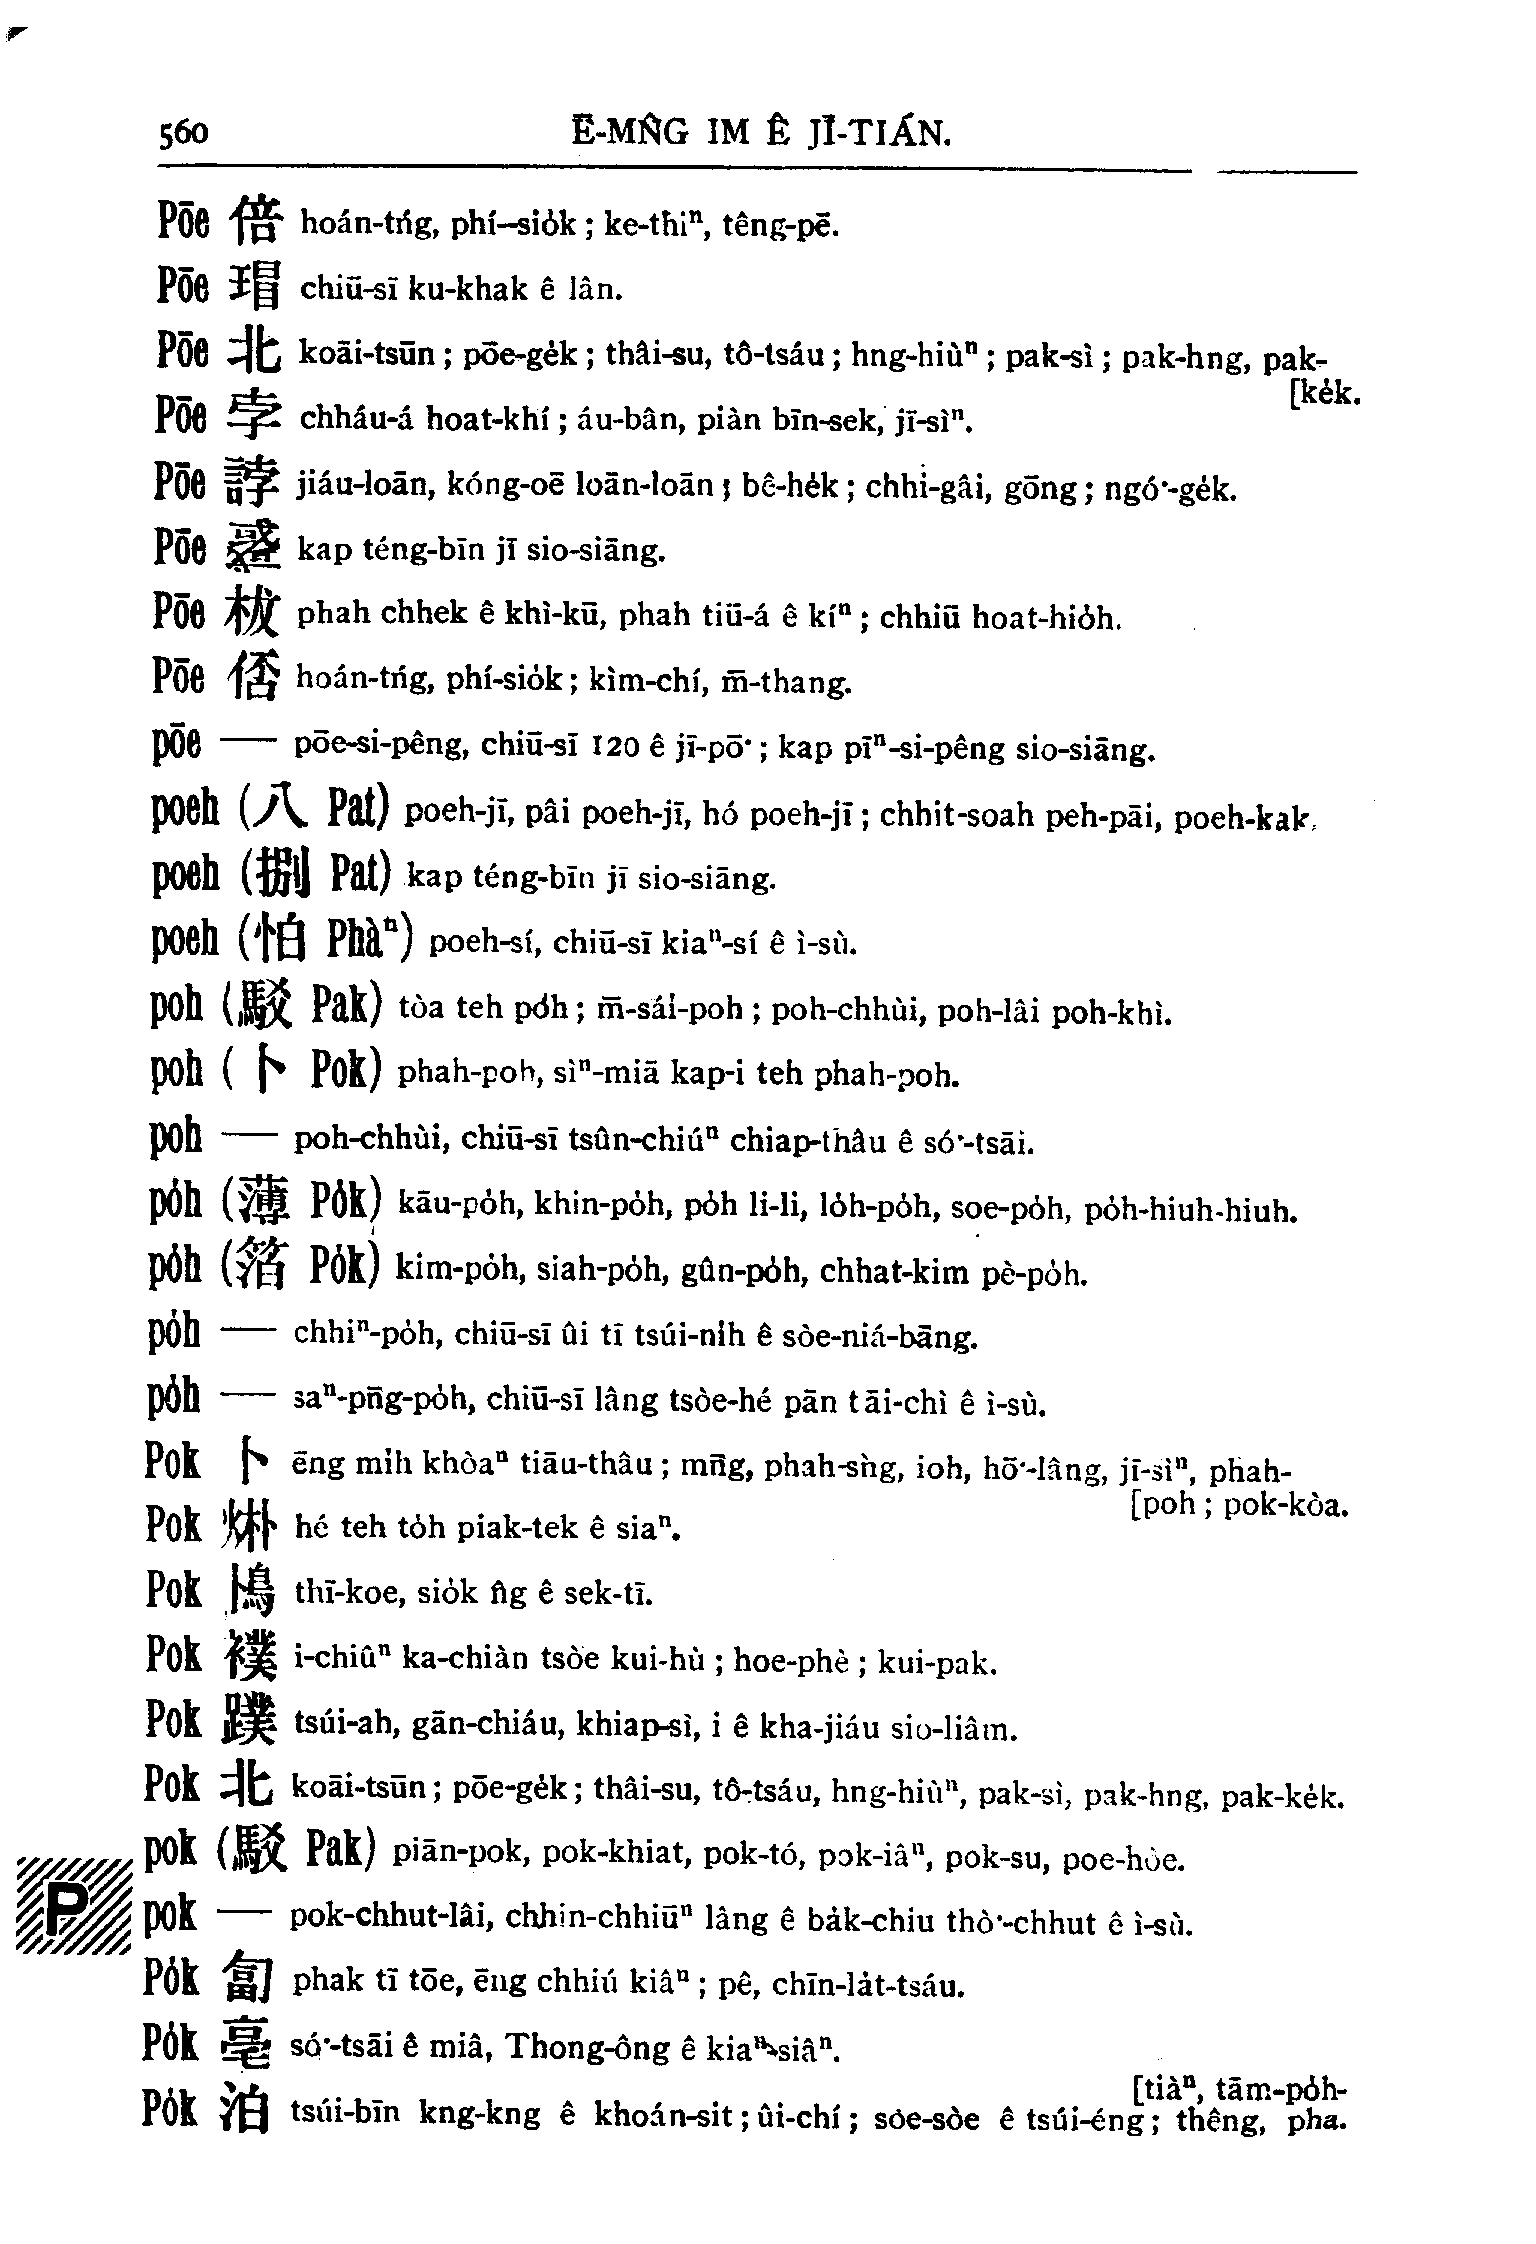 560 Ē-MN̂G IM Ê JĪ-TIÁN.
Pōe 倍 hoán-tńg, phí--sio̍k; ke-thiⁿ, têng-pē.
Pōe 瑁 chiū-sī ku-khak ê lân.
Pōe 北 koāi-tsūn; pōe-ge̍k; thâi-su, tô-tsáu; hng-hiùⁿ; pak-sì; pak-hng, pak-
[ke̍k.
Pōe 孛 chháu-á hoat-khí; áu-bân, piàn bīn-sek, jī-sìⁿ.
Pōe 誖 jiáu-loān, kóng-oē loān-loān; bê-he̍k; chhi-gâi, gōng; ngó͘-ge̍k.
Pōe kap téng-bīn jī sio-siāng.
Pōe 柭 phah chhek ê khì-kū, phah tiū-á ê kíⁿ; chhiū hoat-hio̍h.
Pōe hoán-tńg, phí-sio̍k; kìm-chí, m̄-thang.
pōe — pōe-si-pêng, chiū-sī 120 ê jī-pō͘; kap pīⁿ-si-pêng sio-siāng.
poeh (八 Pat) poeh-jī, pâi poeh-jī, hó poeh-jī; chhit-soah peh-pāi, poeh-kak.
poeh (捌 Pat) kap téng-bīn jī sio-siāng.
poeh (怕 Phàⁿ) poeh-sí, chiū-sī kiaⁿ-sí ê ì-sù.
poh (駁 Pak) tòa teh po̍h; m̄-sái-poh; poh-chhùi, poh-lâi poh-khì.
poh (卜 Pok) phah-poh, sìⁿ-miā kap-i teh phah-poh.
poh — poh-chhùi, chiū-sī tsûn-chiúⁿ chiap-thâu ê só͘-tsāi.
po̍h (薄 Po̍k) kāu-po̍h, khin-po̍h, po̍h li-li, lo̍h-po̍h, soe-po̍h, po̍h-hiuh-hiuh.
po̍h (箔 Po̍k) kim-po̍h, siah-po̍h, gûn-po̍h, chhat-kim pè-po̍h.
po̍h — chhiⁿ-po̍h, chiū-sī ûi tī tsúi-nih ê sòe-niá-bāng.
po̍h — saⁿ-pn̄g-po̍h, chiū-sī lâng tsòe-hé pān tāi-chì ê ì-sù.
Pok 卜 ēng mih khòaⁿ tiāu-thâu; mn̄g, phah-sǹg, ioh, hō͘-lâng, jī-sìⁿ, phah-
[poh; pok-kòa.
Pok hé teh to̍h piak-tek ê siaⁿ.
Pok thī-koe, sio̍k n̂g ê sek-tī.
Pok 襆 i-chiûⁿ ka-chiàn tsòe kui-hù; hoe-phè; kui-pak.
Pok 蹼 tsúi-ah, gān-chiáu, khiap-sì, i ê kha-jiáu sio-liâm.
Pok 北 koāi-tsūn; pōe-ge̍k; thâi-su, tô-tsáu, hng-hiùⁿ, pak-sì, pak-hng, pak-ke̍k.
pok (駁 Pak) piān-pok, pok-khiat, pok-tó, pok-iâⁿ, pok-su, poe-hòe.
P
pok — pok-chhut-lâi, chhin-chhiūⁿ lâng ê ba̍k-chiu thò͘-chhut ê ì-sù.
Po̍k 匐 phak tī tōe, ēng chhiú kiâⁿ; pê, chīn-la̍t-tsáu.
Po̍k 亳 só͘-tsāi ê miâ, Thong-ông ê kiaⁿ-siâⁿ.
[tiàⁿ, tām-po̍h-
Po̍k 泊 tsúi-bīn kng-kng ê khoán-sit; ûi-chí; sòe-sòe ê tsúi-éng; thêng, pha.